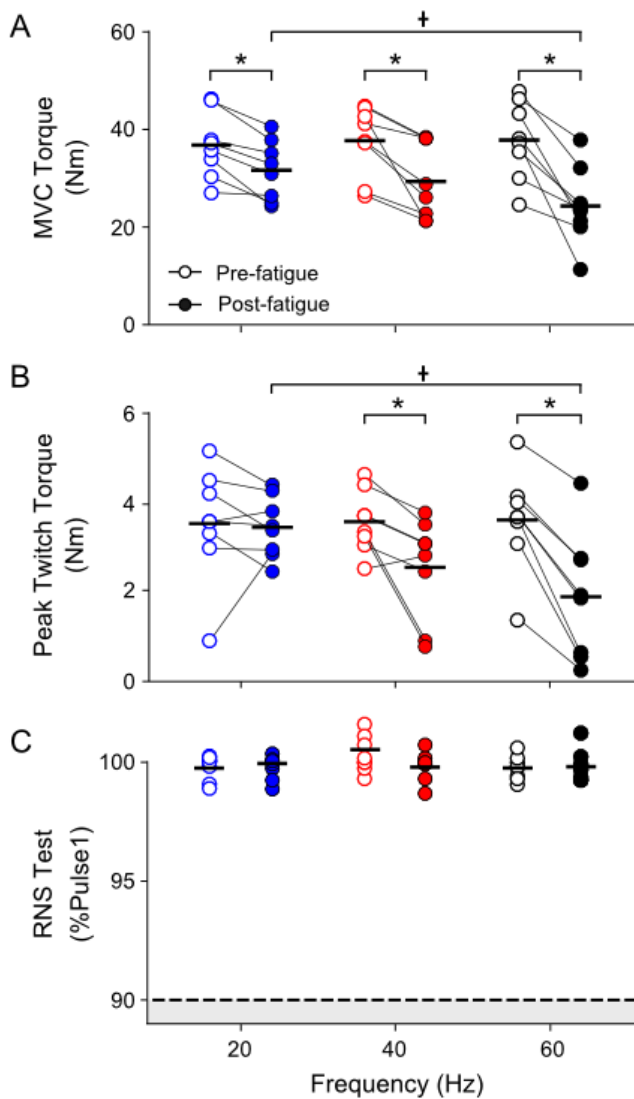 A
MVC Torque
(Nm)
60
40
20
0
ƚ
*
*
*
Pre-fatigue
Post-fatigue
B
Peak Twitch Torque
(Nm)
6
4
2
0
ƚ
*
*
C
RNS Test
(%Pulse1)
100
95
90
20
40
60
Frequency (Hz)